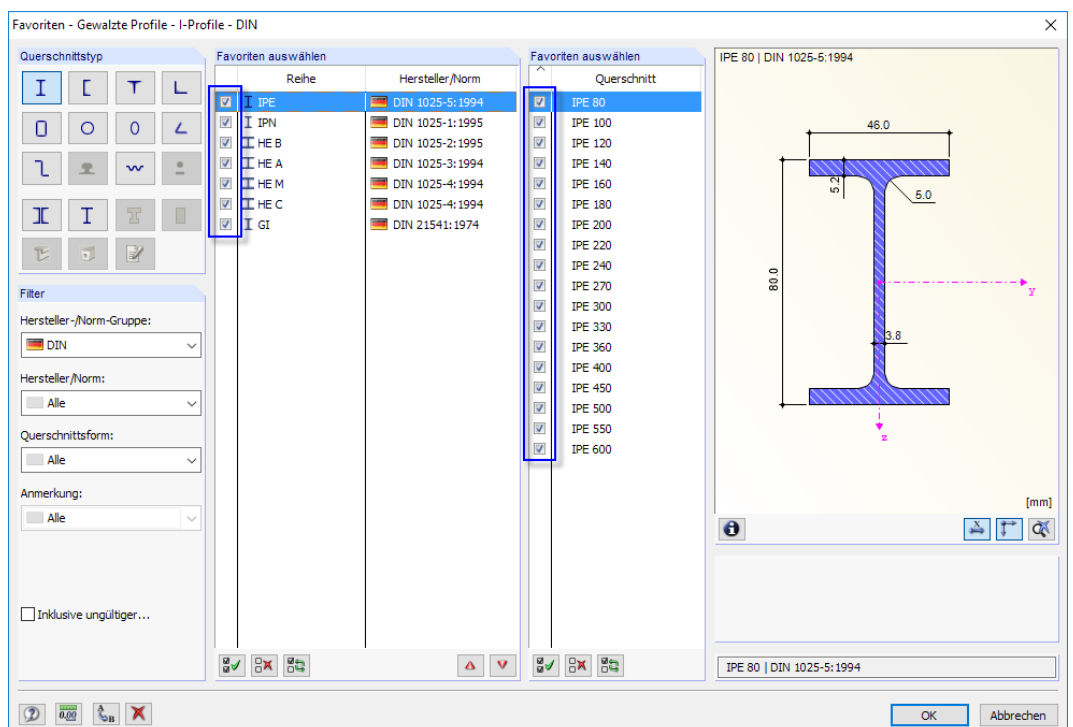 Favoriten - Gewalzte Profile - I-Profile - DIN
Querschnittstyp
Filter
Hersteller-/Norm-Gruppe:
DIN
Hersteller/Norm:
Alle
Querschnittsform:
Alle
Anmerkung:
Alle
Inklusive ungültiger...
Favoriten auswählen
Reihe Hersteller/Norm
IPE DIN 1025-5:1994
IPN DIN 1025-1:1995
HE B DIN 1025-2:1995
HE A DIN 1025-3:1994
HE M DIN 1025-4:1994
HE C DIN 1025-4:1994
GI DIN 21541:1974
Favoriten auswählen
Querschnitt
IPE 80
IPE 100
IPE 120
IPE 140
IPE 160
IPE 180
IPE 200
IPE 220
IPE 240
IPE 270
IPE 300
IPE 330
IPE 360
IPE 400
IPE 450
IPE 500
IPE 550
IPE 600
IPE 80 | DIN 1025-5:1994
46.0
5.2
5.0
80.0
y
3.8
z
[mm]
X
IPE 80 | DIN 1025-5:1994
0.00
A
B
OK
Abbrechen